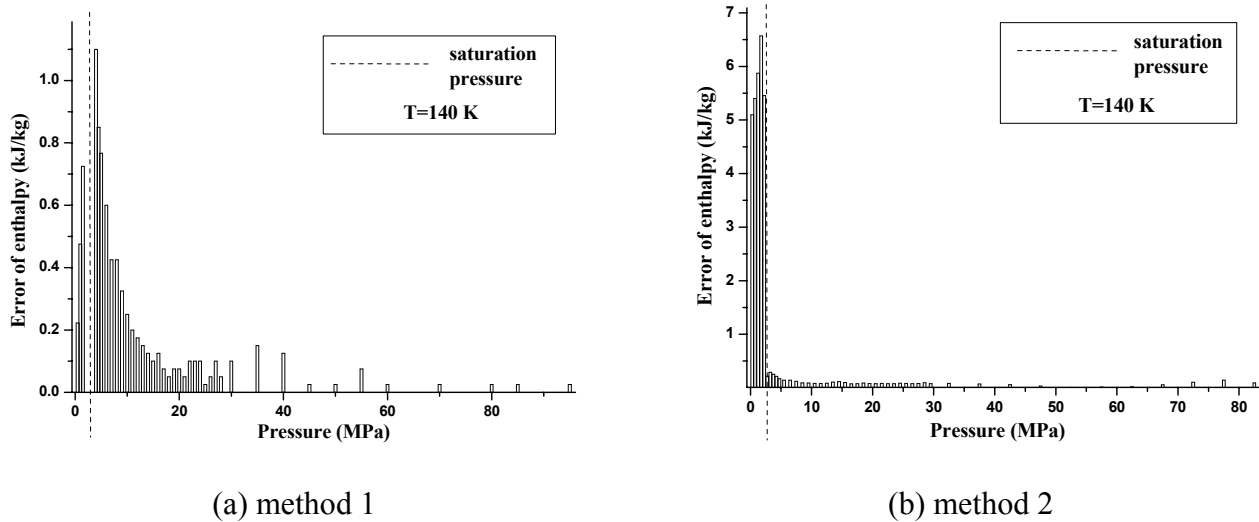 1.0
0.8
0.6
0.4
0.2
0.0
0
20
40
60
80
Error of enthalpy (kJ/kg)
Pressure (MPa)
saturation
pressure
T=140 K
(a) method 1
7
6
5
4
3
2
1
0
10
20
30
40
50
60
70
80
Error of enthalpy (kJ/kg)
Pressure (MPa)
saturation
pressure
T=140 K
(b) method 2